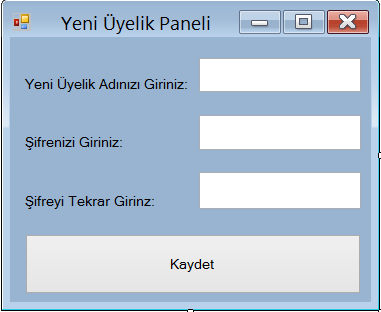 Yeni Üyelik Paneli
Yeni Üyelik Adınızı Giriniz:
Şifrenizi Giriniz:
Şifreyi Tekrar Girinz:
Kaydet